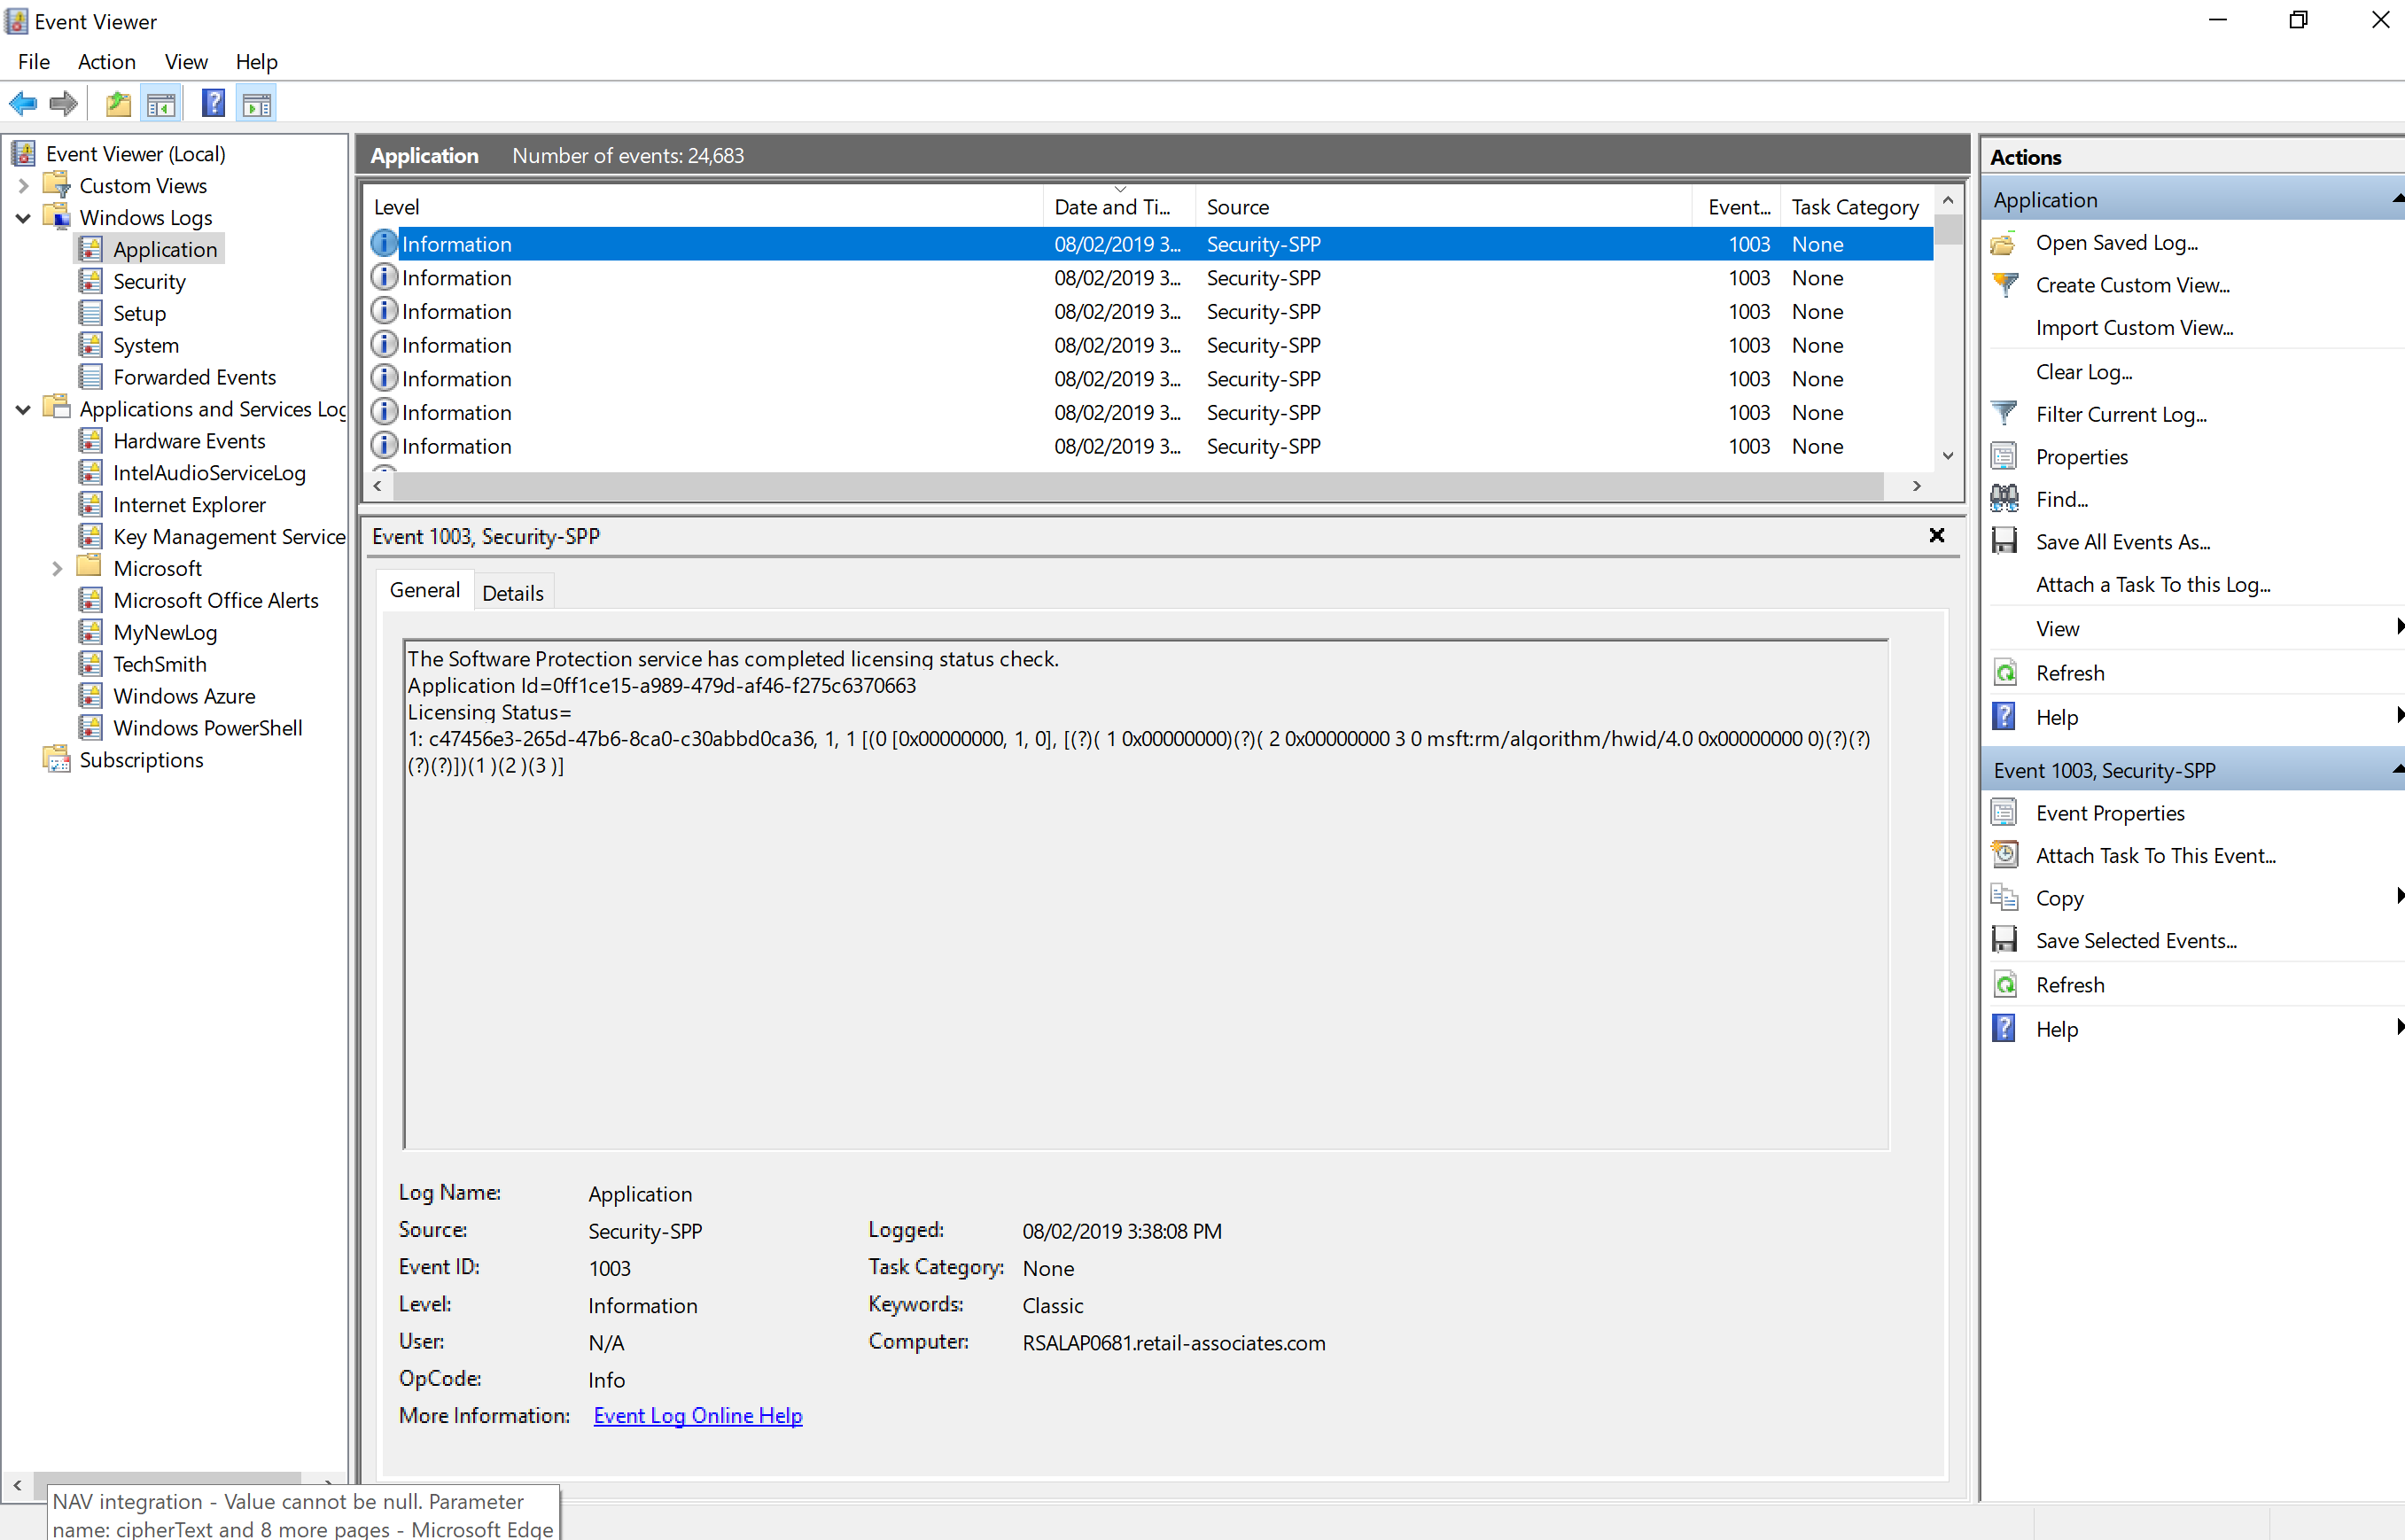 Event Viewer
File Action View Help
Event Viewer (Local)
Custom Views
Windows Logs
Application
Security
Setup
System
Forwarded Events
Applications and Services Log
Hardware Events
IntelAudioServiceLog
Internet Explorer
Key Management Service
Microsoft
Microsoft Office Alerts
MyNewLog
TechSmith
Windows Azure
Windows PowerShell
Subscriptions
Application Number of events: 24,683
Level Date and Ti... Source Event... Task Category
Information 08/02/2019 3... Security-SPP 1003 None
Information 08/02/2019 3... Security-SPP 1003 None
Information 08/02/2019 3... Security-SPP 1003 None
Information 08/02/2019 3... Security-SPP 1003 None
Information 08/02/2019 3... Security-SPP 1003 None
Information 08/02/2019 3... Security-SPP 1003 None
Information 08/02/2019 3... Security-SPP 1003 None
Event 1003, Security-SPP
General Details
The Software Protection service has completed licensing status check.
Application Id=0ff1ce15-a989-479d-af46-f275c6370663
Licensing Status=
1: c47456e3-265d-47b6-8ca0-c30abbd0ca36, 1, 1 [(0 [0x00000000, 1, 0], [(?)( 1 0x00000000)(?)( 2 0x00000000 3 0 msft:rm/algorithm/hwid/4.0 0x00000000 0)(?)(?)
(?)(?)])(1 )(2 )(3 )]
Log Name: Application
Source: Security-SPP Logged: 08/02/2019 3:38:08 PM
Event ID: 1003 Task Category: None
Level: Information Keywords: Classic
User: N/A Computer: RSALAP0681.retail-associates.com
OpCode: Info
More Information: Event Log Online Help
Actions
Application
Open Saved Log...
Create Custom View...
Import Custom View...
Clear Log...
Filter Current Log...
Properties
Find...
Save All Events As...
Attach a Task To this Log...
View
Refresh
Help
Event 1003, Security-SPP
Event Properties
Attach Task To This Event...
Copy
Save Selected Events...
Refresh
Help
NAV integration - Value cannot be null. Parameter
name: cipherText and 8 more pages - Microsoft Edge